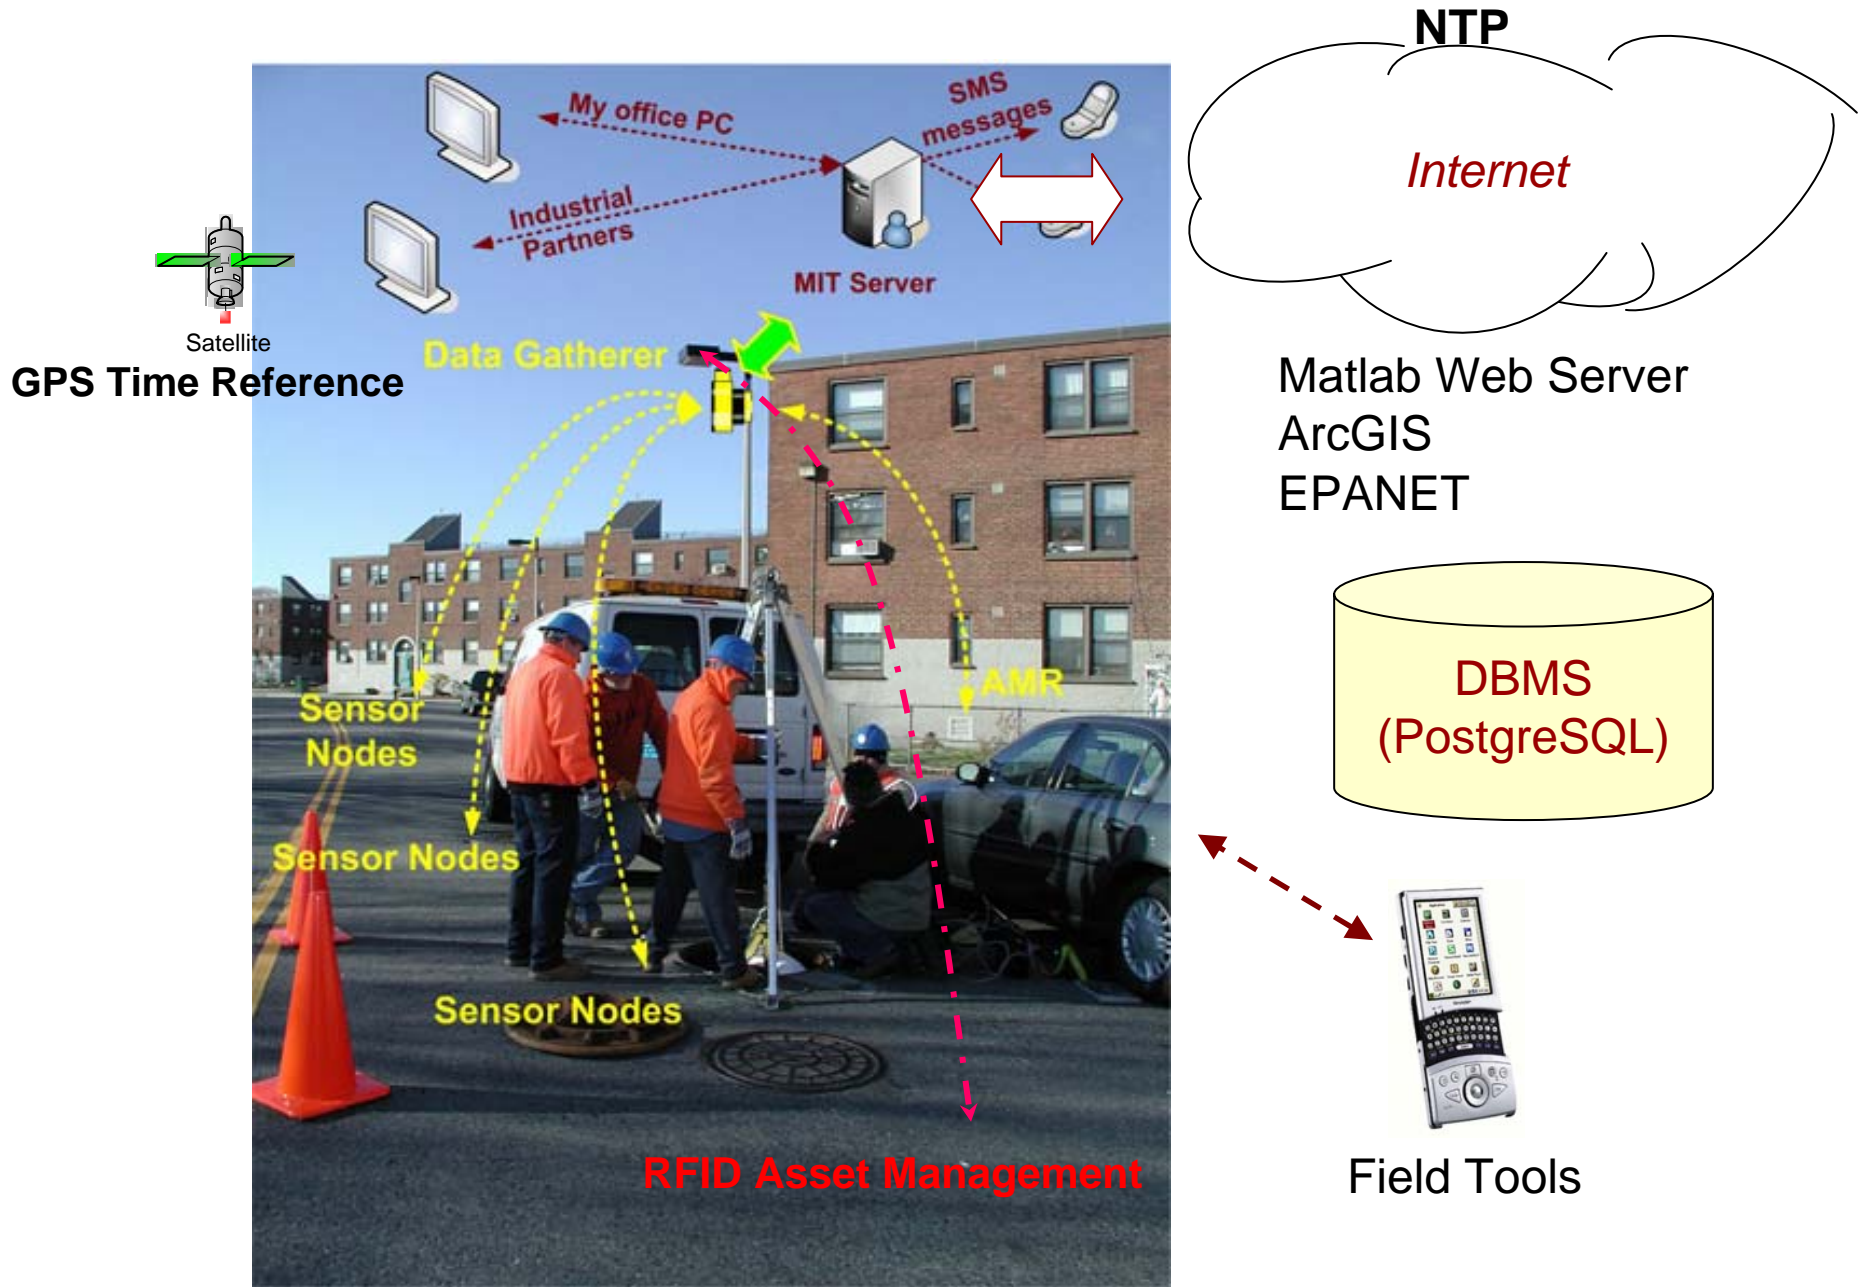 NTP
My office PC
SMS
messages
Internet
Industrial
Partners
MIT Server
Satellite
GPS Time Reference
Data Gatherer
Matlab Web Server
ArcGIS
EPANET
DBMS
(PostgreSQL)
AMR
Sensor
Nodes
Sensor Nodes
Sensor Nodes
RFID Asset Management
Field Tools